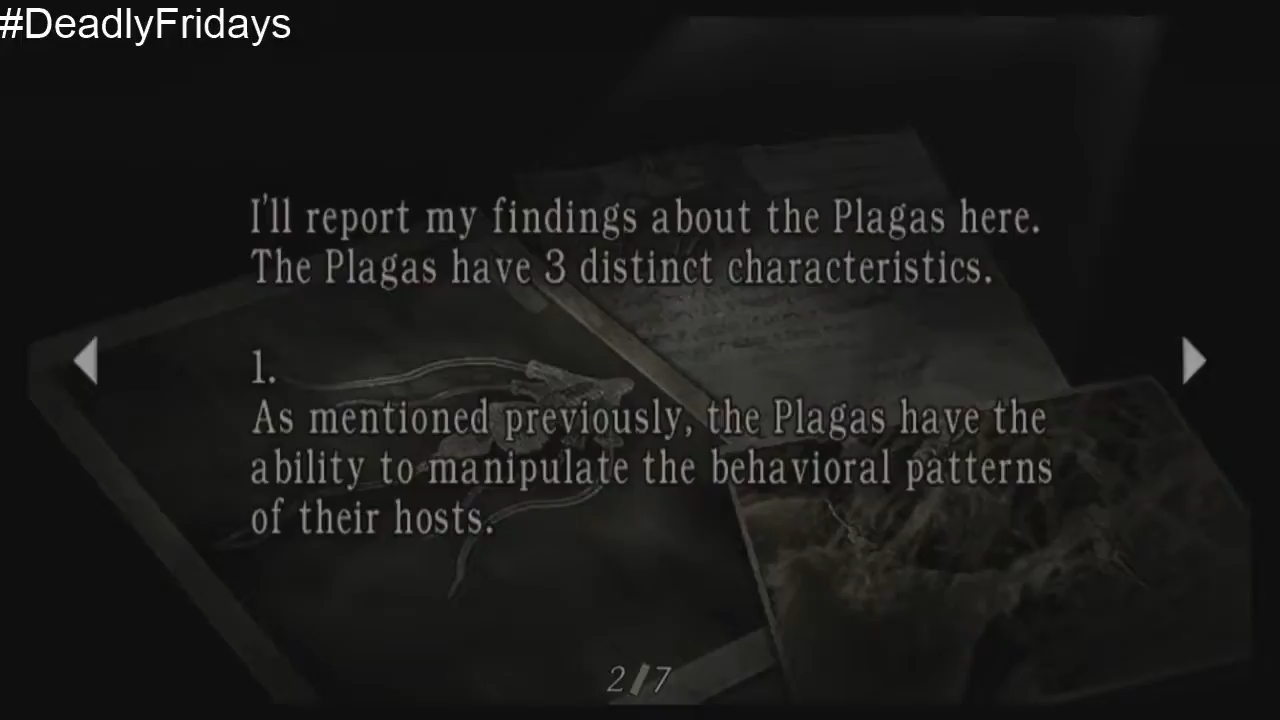 #DeadlyFridays
I'll report my findings about the Plagas here.
The Plagas have 3 distinct characteristics.
1.
As mentioned previously, the Plagas have the
ability to manipulate the behavioral patterns
of their hosts.
2/7